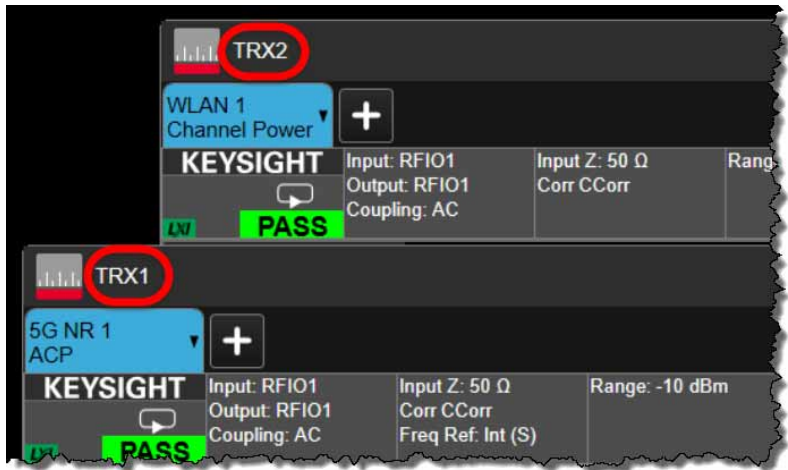 TRX2
WLAN 1
Channel Power
KEYSIGHT
LXI
PASS
Input: RFIO1
Output: RFIO1
Coupling: AC
Input Z: 50 Ω
Corr CCorr
TRX1
5G NR 1
ACP
KEYSIGHT
PASS
Input: RFIO1
Output: RFIO1
Coupling: AC
Input Z: 50 Ω
Corr CCorr
Freq Ref: Int (S)
Range: -10 dBm